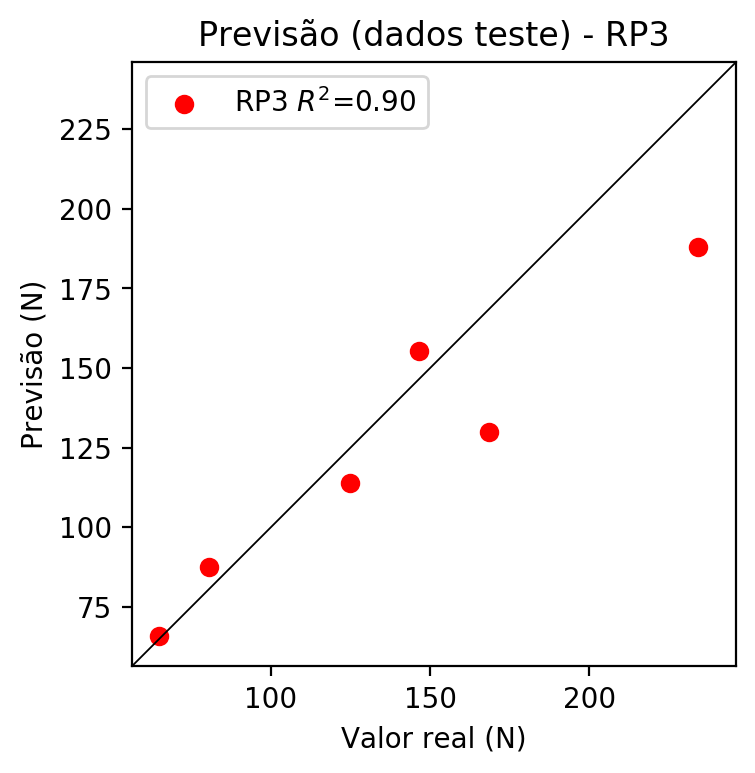 Previsão (dados teste) - RP3
RP3 R²=0.90
225
200
175
150
125
100
75
Previsão (N)
100 150 200
Valor real (N)